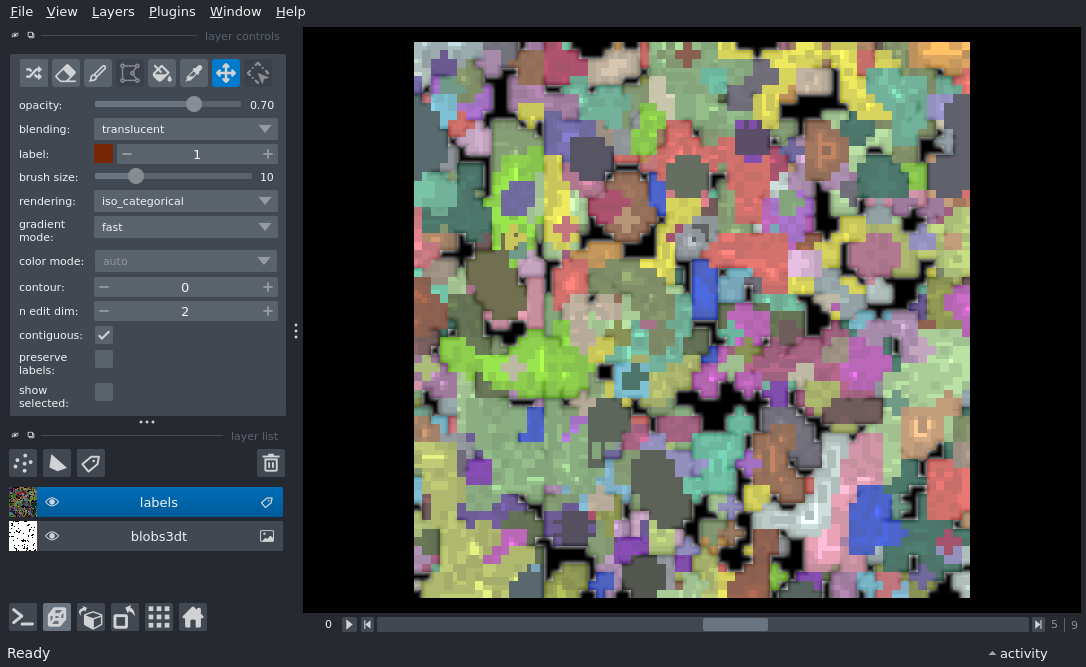 File View Layers Plugins Window Help
layer controls
opacity: 0.70
blending: translucent
label: 1
brush size: 10
rendering: iso_categorical
gradient
mode: fast
color mode: auto
contour: 0
n edit dim: 2
contiguous:
preserve
labels:
show
selected:
layer list
labels
blobs3dt
0 5 9
Ready activity